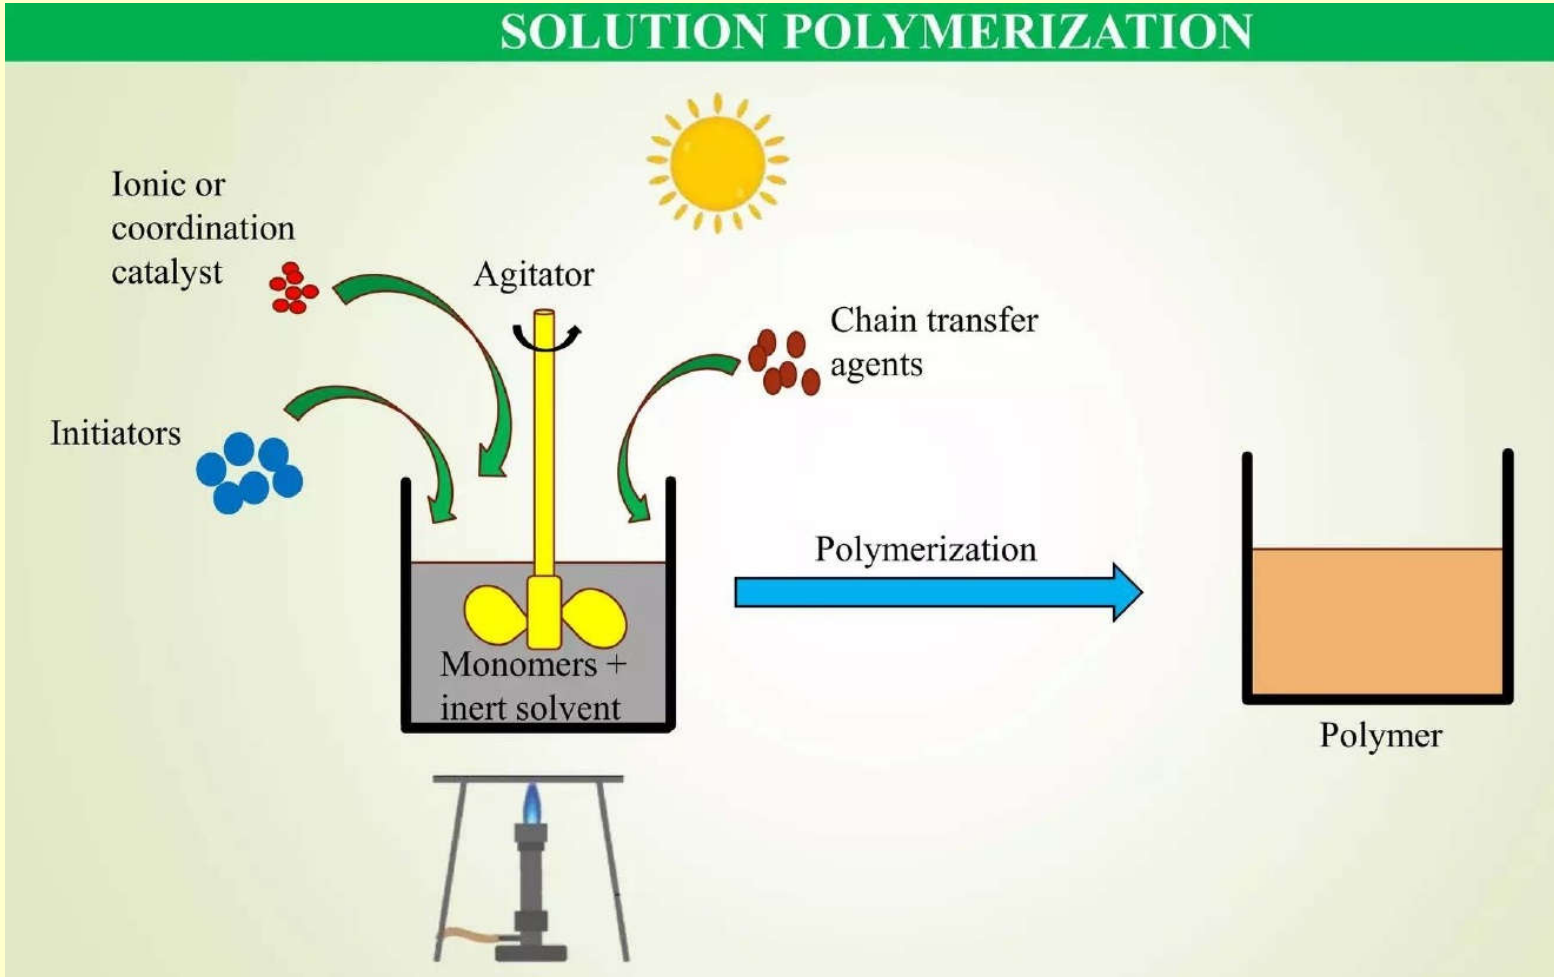 SOLUTION POLYMERIZATION
Ionic or
coordination
catalyst
Agitator
Chain transfer
agents
Initiators
Polymerization
Monomers +
inert solvent
Polymer